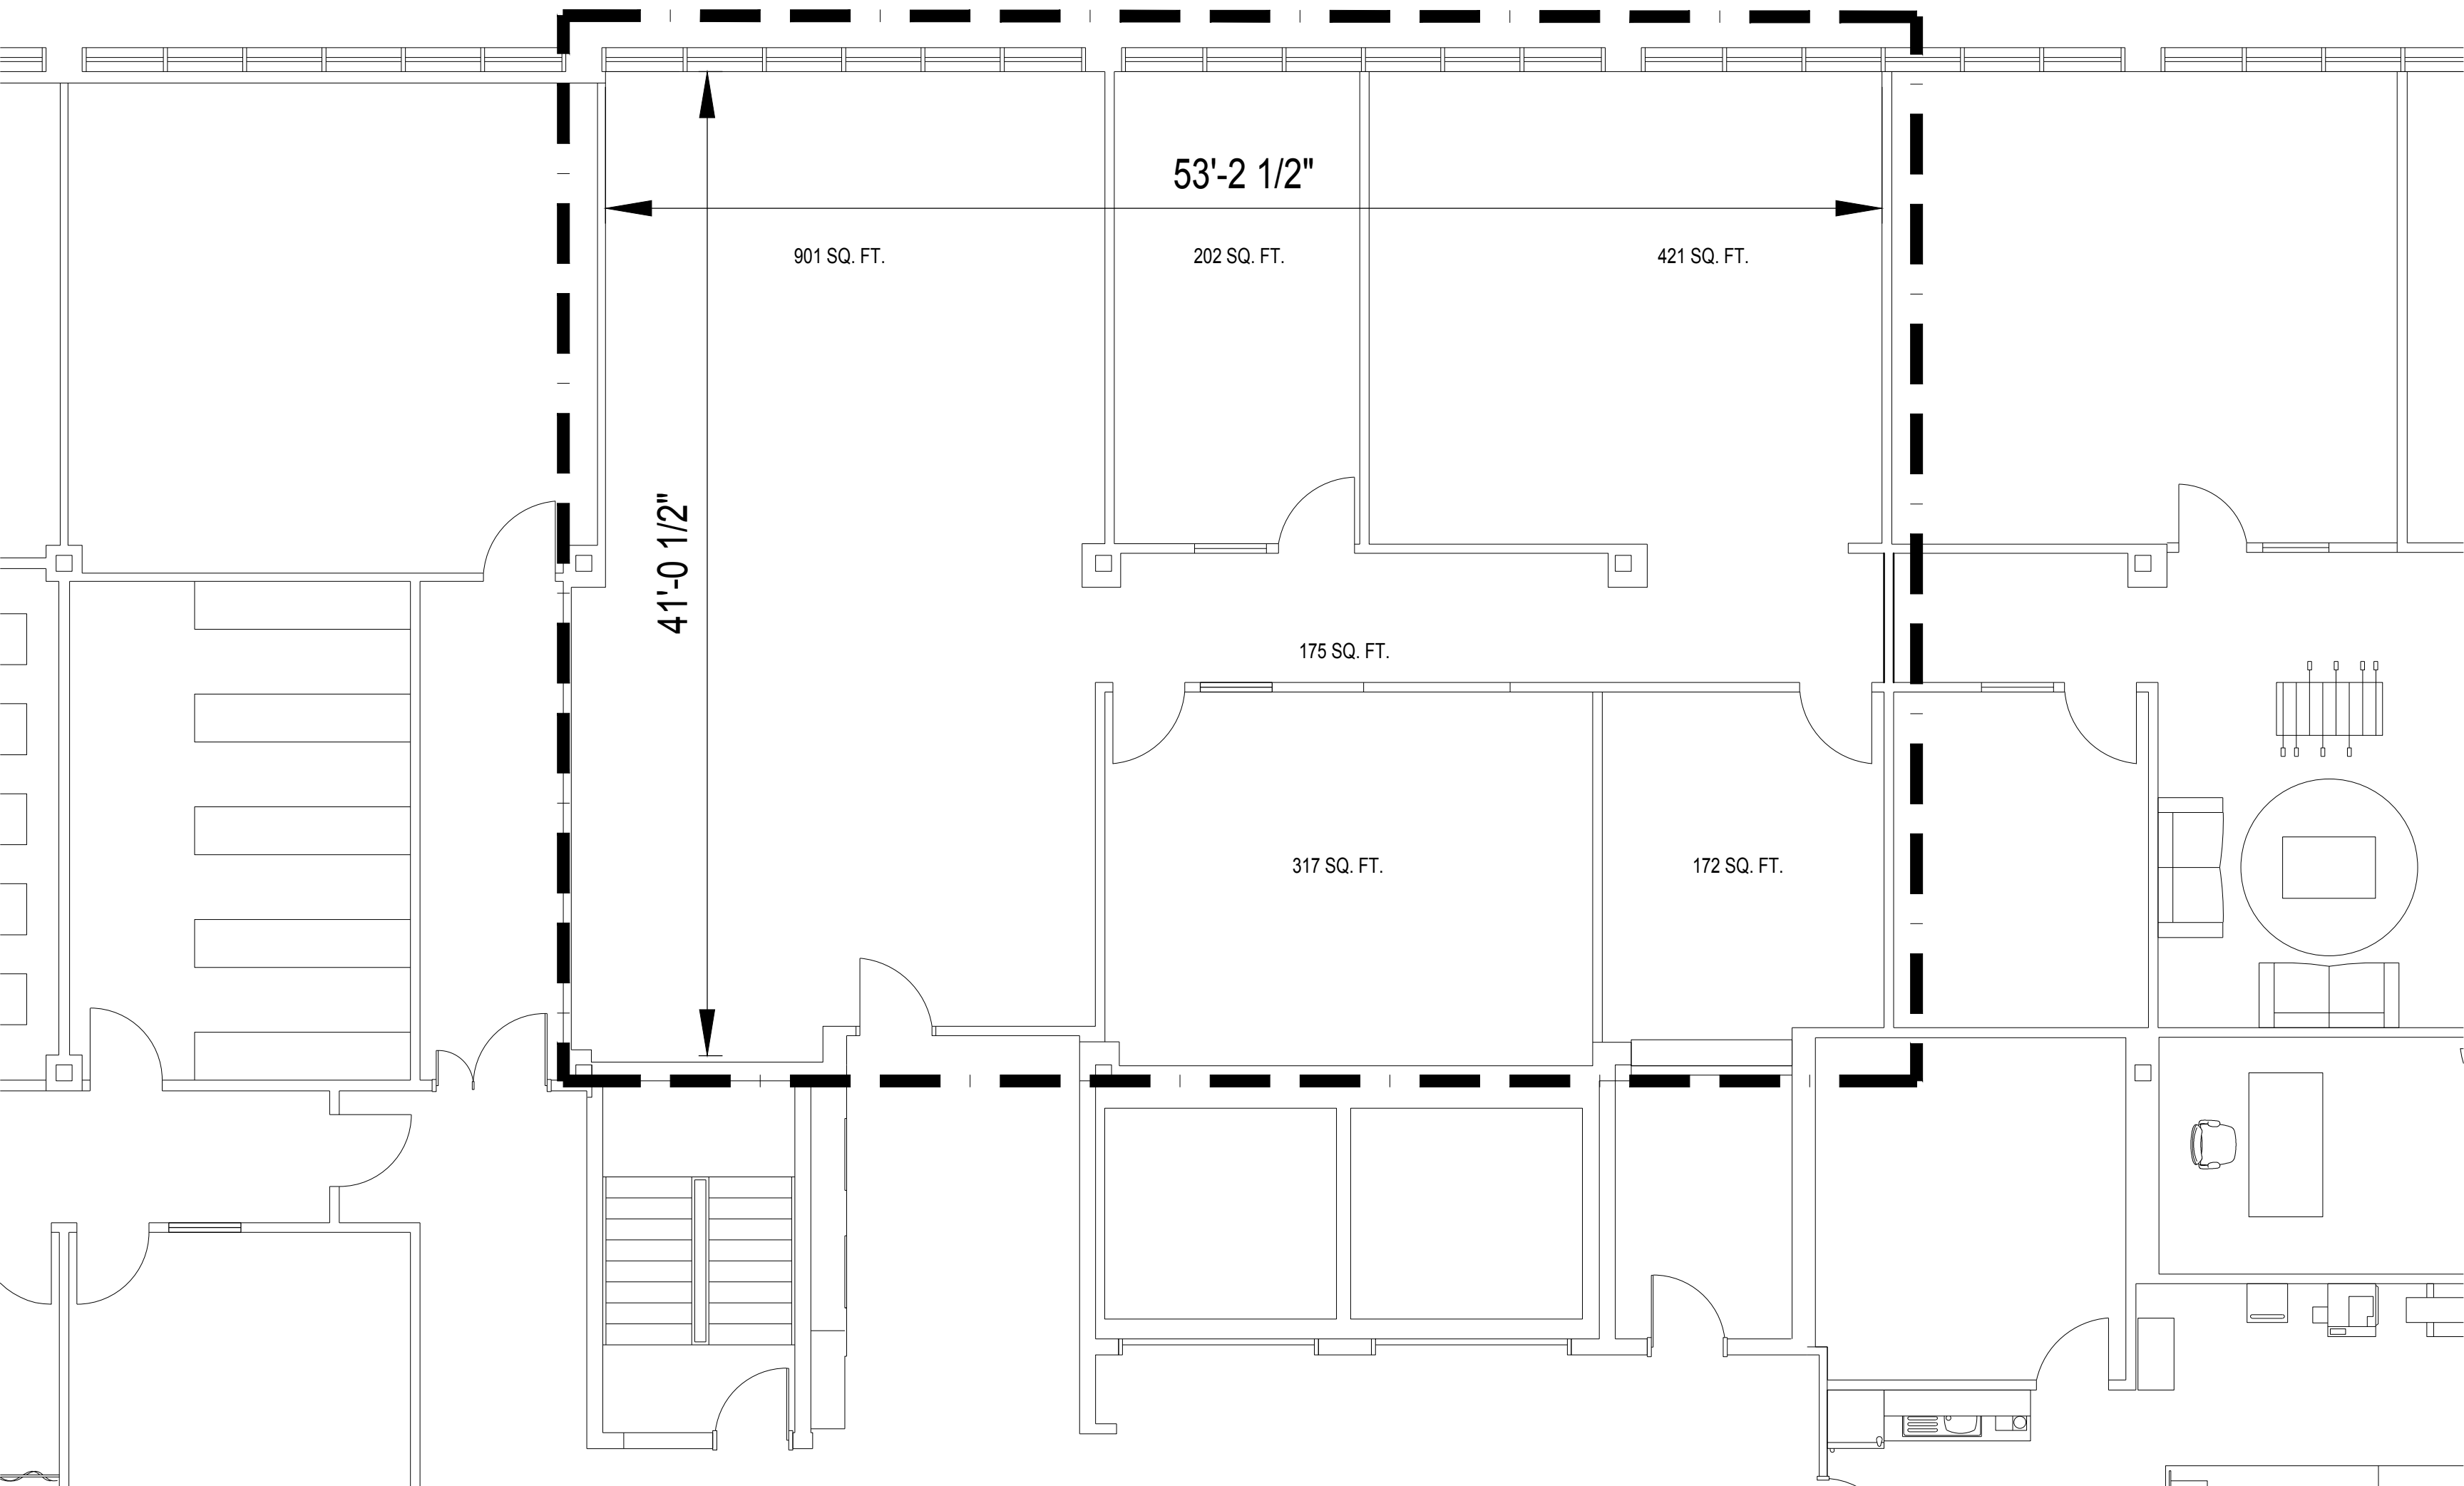 53'-2 1/2"
901 SQ. FT.
202 SQ. FT.
421 SQ. FT.
41'-0 1/2"
175 SQ. FT.
317 SQ. FT.
172 SQ. FT.